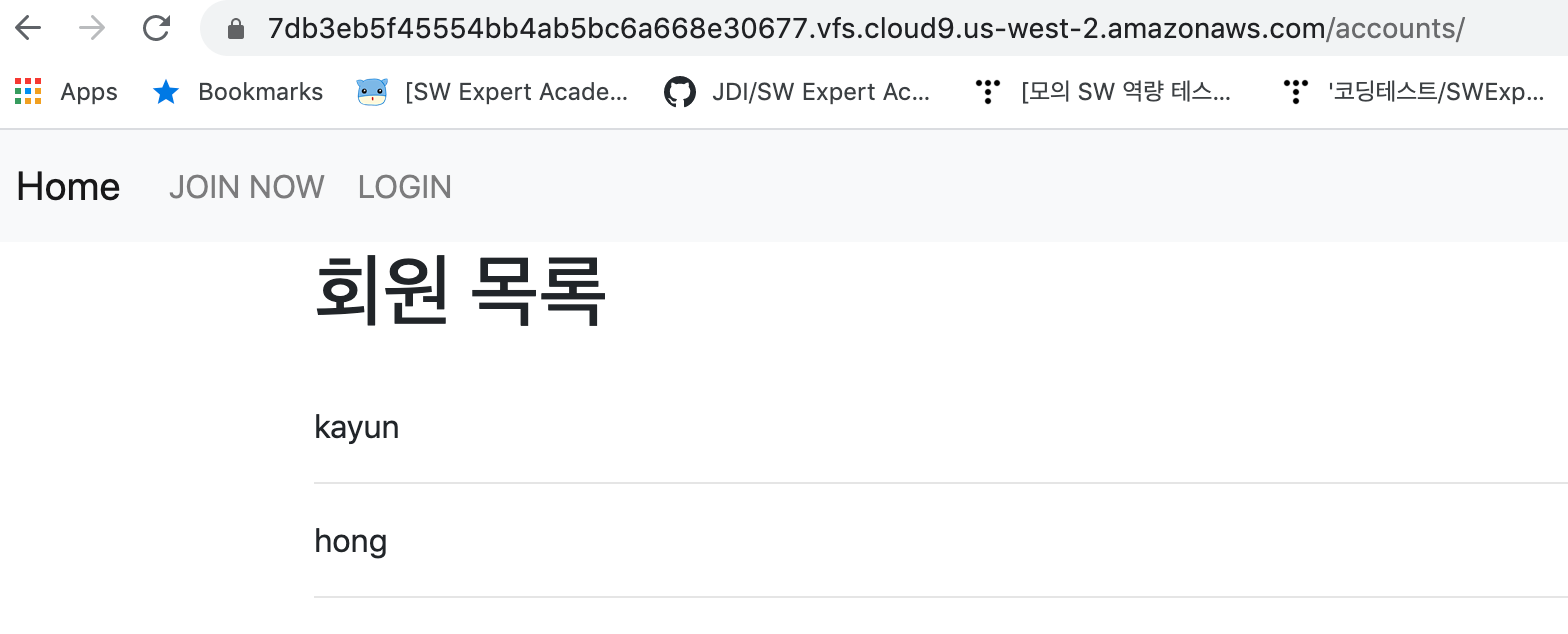 7db3eb5f45554bb4ab5bc6a668e30677.vfs.cloud9.us-west-2.amazonaws.com/accounts/
Apps Bookmarks [SW Expert Acade... JDI/SW Expert Ac... [모의 SW 역량 테스... '코딩테스트/SWExp...
Home JOIN NOW LOGIN
회원 목록
kayun
hong